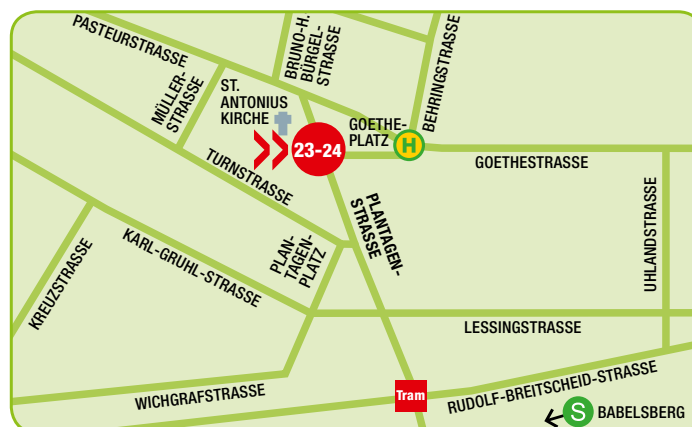 PASTEURSTRASSE
BRUNO-H.
BÜRGEL-
STRASSE
BEHRINGSTRASSE
MÜLLER-
STRASSE
ST.
ANTONIUS
KIRCHE
GOETHE-
PLATZ
H
23-24
GOETHESTRASSE
TURNSTRASSE
PLANTAGEN-
STRASSE
UHLANDSTRASSE
KREUZSTRASSE
KARL-GRUHL-STRASSE
PLAN-
TAGEN-
PLATZ
LESSINGSTRASSE
WICHGRAFSTRASSE
Tram
RUDOLF-BREITSCHEID-STRASSE
S BABELSBERG